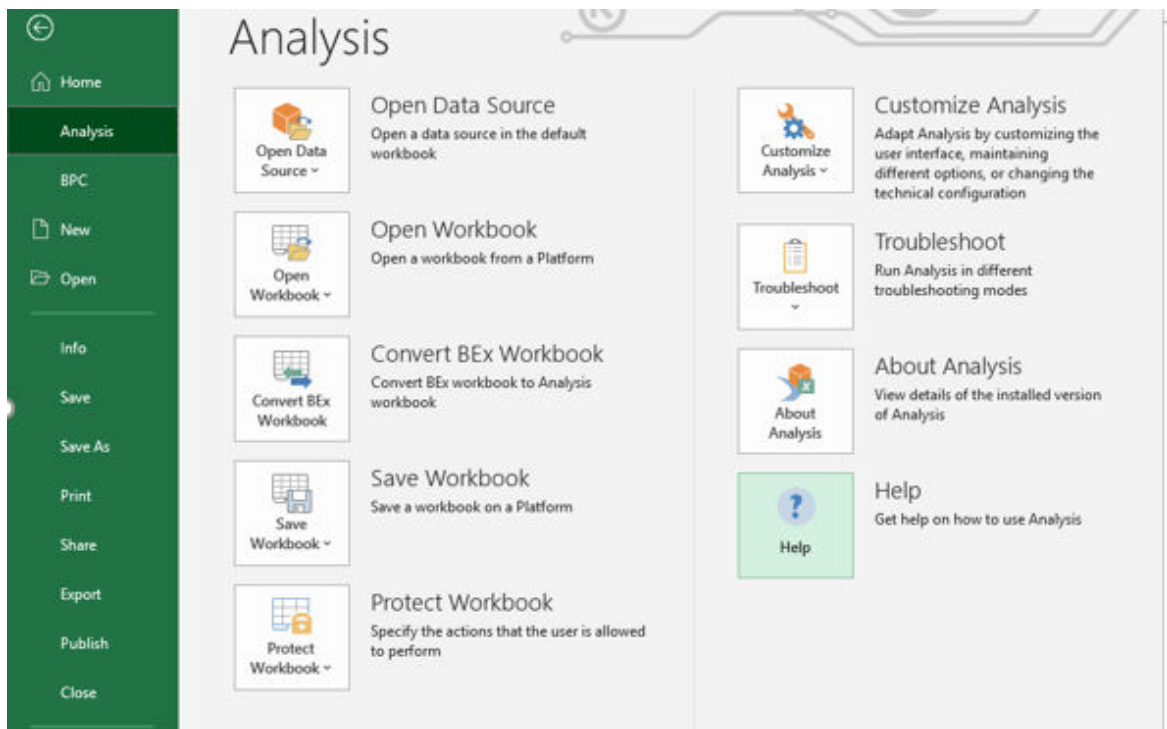 Analysis
Home
Analysis
BPC
New
Open
Info
Save
Save As
Print
Share
Export
Publish
Close
Open Data
Source
Open Data Source
Open a data source in the default
workbook
Open
Workbook
Open Workbook
Open a workbook from a Platform
Convert BEx
Workbook
Convert BEx Workbook
Convert BEx workbook to Analysis
workbook
Save
Workbook
Save Workbook
Save a workbook on a Platform
Protect
Workbook
Protect Workbook
Specify the actions that the user is allowed
to perform
Customize
Analysis
Customize Analysis
Adapt Analysis by customizing the
user interface, maintaining
different options, or changing the
technical configuration
Troubleshoot
Troubleshoot
Run Analysis in different
troubleshooting modes
About
Analysis
About Analysis
View details of the installed version
of Analysis
?
Help
Help
Get help on how to use Analysis